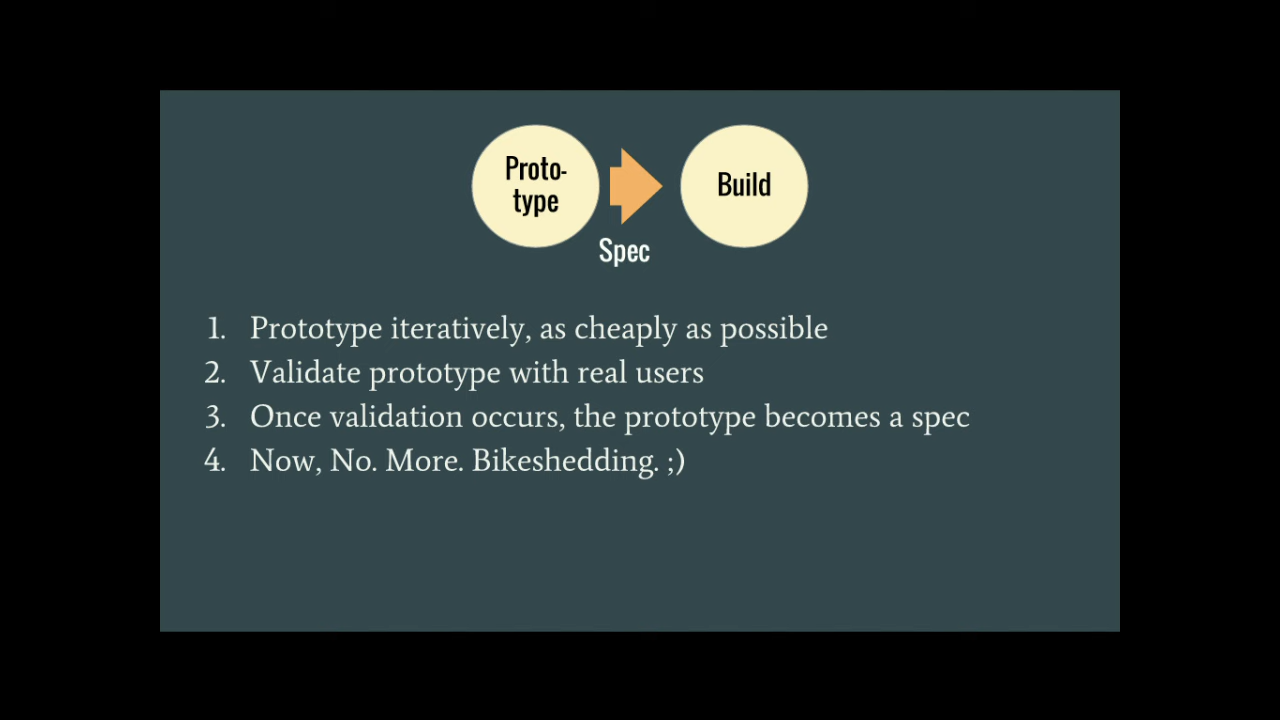 Proto-
type
Build
Spec
1. Prototype iteratively, as cheaply as possible
2. Validate prototype with real users
3. Once validation occurs, the prototype becomes a spec
4. Now, No. More. Bikeshedding. ;)